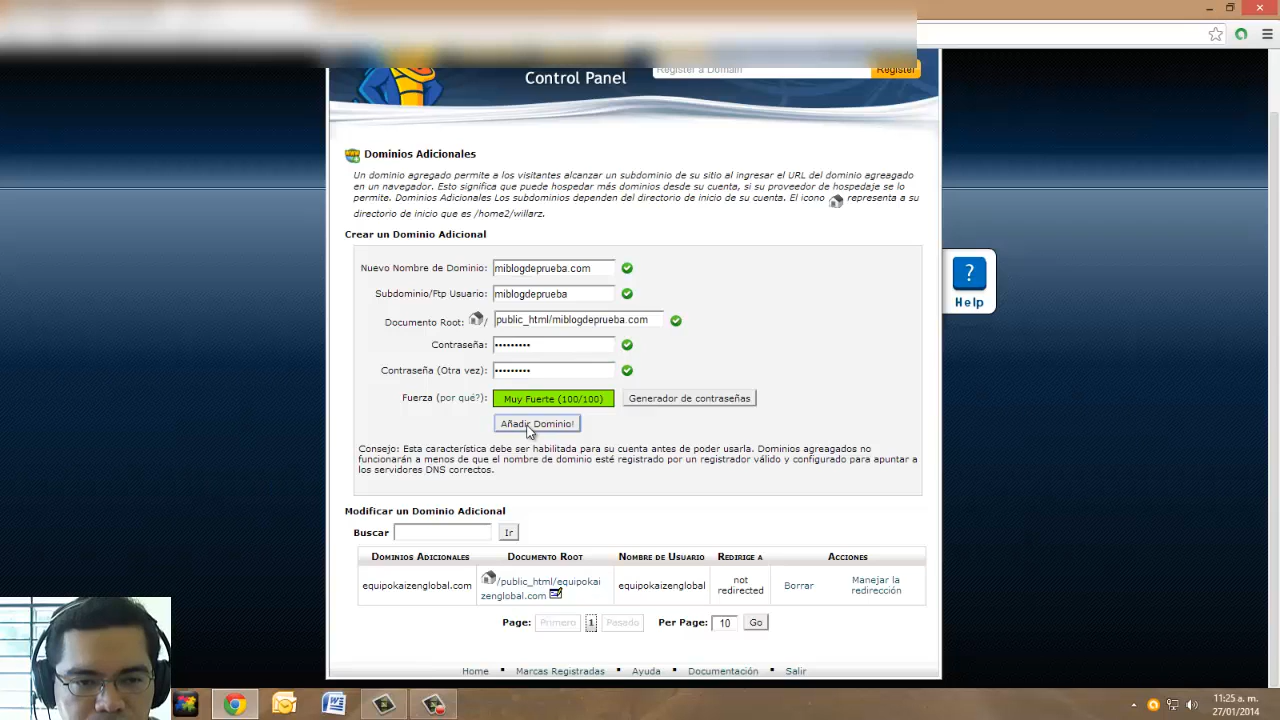 Register a Domain
Register
Control Panel
Dominios Adicionales
Un dominio agregado permite a los visitantes alcanzar un subdominio de su sitio al ingresar el URL del dominio agreagado
en un navegador. Esto significa que puede hospedar más dominios desde su cuenta, si su proveedor de hospedaje se lo
permite. Dominios Adicionales Los subdominios dependen del directorio de inicio de su cuenta. El icono representa a su
directorio de inicio que es /home2/willarz.
Crear un Dominio Adicional
Nuevo Nombre de Dominio: miblogdeprueba.com
Subdominio/Ftp Usuario: miblogdeprueba
Documento Root: / public_html/miblogdeprueba.com
Contraseña: •••••••••
Contraseña (Otra vez): •••••••••
Fuerza (por qué?): Muy Fuerte (100/100) Generador de contraseñas
Añadir Dominio!
Consejo: Esta característica debe ser habilitada para su cuenta antes de poder usarla. Dominios agreagados no
funcionarán a menos de que el nombre de dominio esté registrado por un registrador válido y configurado para apuntar a
los servidores DNS correctos.
? Help
Modificar un Dominio Adicional
Buscar Ir
Dominios Adicionales Documento Root Nombre de Usuario Redirige a Acciones
equipokaizenglobal.com /public_html/equipokai
zenglobal.com equipokaizenglobal not
redirected Borrar Manejar la
redirección
Page: Primero 1 Pasado Per Page: 10 Go
Home ▪ Marcas Registradas ▪ Ayuda ▪ Documentación ▪ Salir
11:25 a. m.
27/01/2014